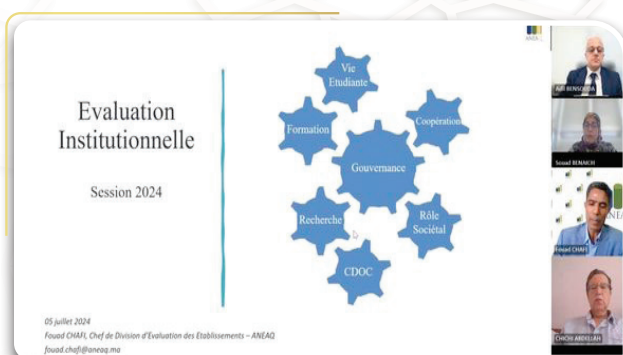 Evaluation
Institutionnelle
Session 2024
Vie
Etudiante
Formation
Coopération
Gouvernance
Recherche
Rôle
Sociétal
CDOC
05 juillet 2024
Fouad CHAFI, Chef de Division d'Evaluation des Etablissements – ANEAQ
fouad.chafi@aneaq.ma
Souad BENAICH
Fouad CHAFI
CHICHI ABDELLAH